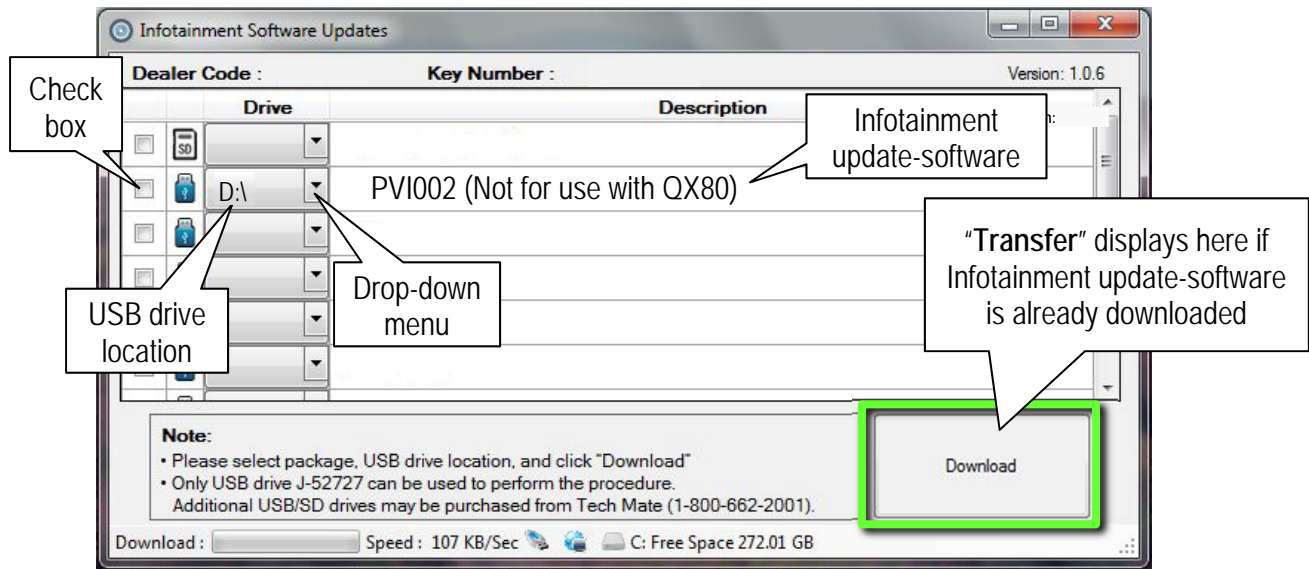 Infotainment Software Updates
Dealer Code :
Key Number :
Version: 1.0.6
Check
box
Drive
Description
Infotainment
update-software
n:
SD
D:\
PVI002 (Not for use with QX80)
"Transfer" displays here if
Infotainment update-software
is already downloaded
USB drive
location
Drop-down
menu
Note:
• Please select package, USB drive location, and click "Download"
• Only USB drive J-52727 can be used to perform the procedure.
Additional USB/SD drives may be purchased from Tech Mate (1-800-662-2001).
Download
Download :
Speed : 107 KB/Sec
C: Free Space 272.01 GB